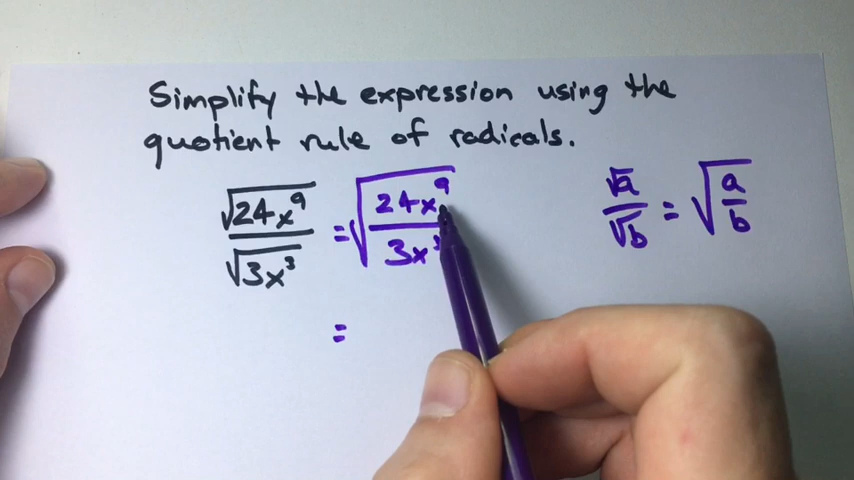 Simplify the expression using the
quotient rule of radicals.
√24x⁹ / √3x³ = √(24x⁹ / 3x³)
√a / √b = √(a / b)
=